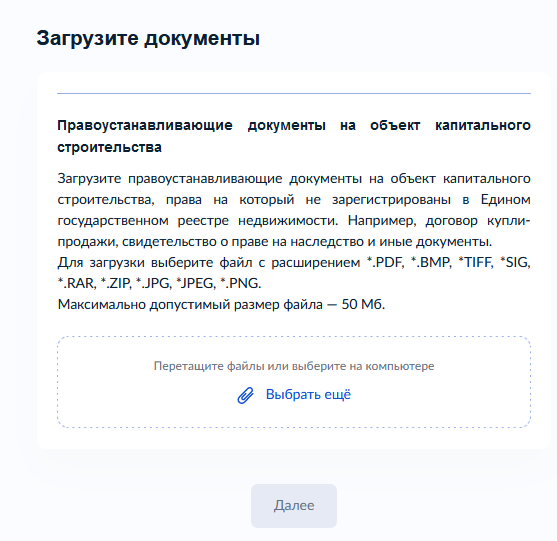 Загрузите документы
Правоустанавливающие документы на объект капитального
строительства
Загрузите правоустанавливающие документы на объект капитального
строительства, права на который не зарегистрированы в Едином
государственном реестре недвижимости. Например, договор купли-
продажи, свидетельство о праве на наследство и иные документы.
Для загрузки выберите файл с расширением *.PDF, *.BMP, *TIFF, *SIG,
*.RAR, *.ZIP, *.JPG, *JPEG, *.PNG.
Максимально допустимый размер файла — 50 Мб.
Перетащите файлы или выберите на компьютере
Выбрать ещё
Далее